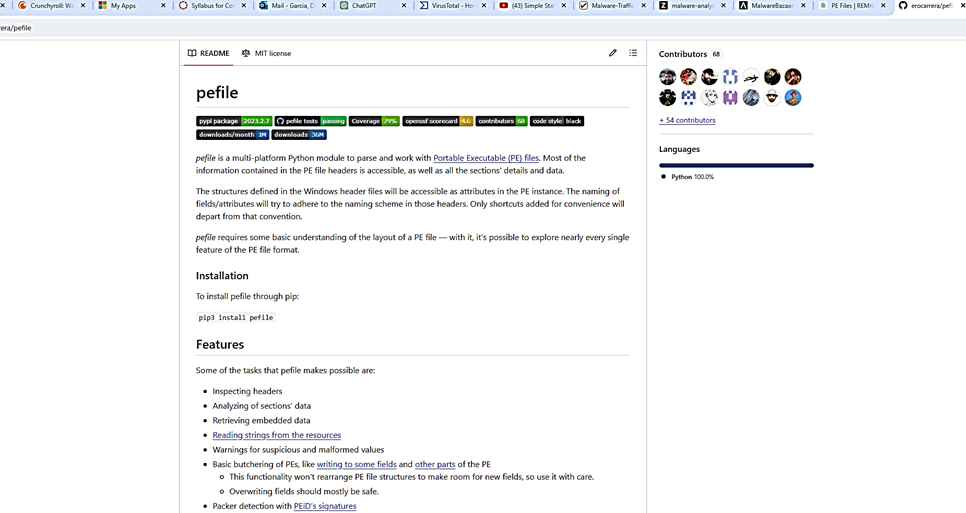 Crunchyroll: Wa
My Apps
Syllabus for Co
Mail - Garcia, D
ChatGPT
VirusTotal - Ho
(43) Simple Sta
Malware-Traffic
malware-analy
MalwareBazaa
PE Files | REMn
erocarrera/pefi
rera/pefile
README
MIT license
pefile
pypi package 2023.2.7 pefile tests passing Coverage 79% openssf scorecard 4.6 contributors 68 code style black
downloads/month 1M downloads 36M
pefile is a multi-platform Python module to parse and work with Portable Executable (PE) files. Most of the
information contained in the PE file headers is accessible, as well as all the sections' details and data.
The structures defined in the Windows header files will be accessible as attributes in the PE instance. The naming of
fields/attributes will try to adhere to the naming scheme in those headers. Only shortcuts added for convenience will
depart from that convention.
pefile requires some basic understanding of the layout of a PE file — with it, it's possible to explore nearly every single
feature of the PE file format.
Installation
To install pefile through pip:
pip3 install pefile
Features
Some of the tasks that pefile makes possible are:
Inspecting headers
Analyzing of sections' data
Retrieving embedded data
Reading strings from the resources
Warnings for suspicious and malformed values
Basic butchering of PEs, like writing to some fields and other parts of the PE
This functionality won't rearrange PE file structures to make room for new fields, so use it with care.
Overwriting fields should mostly be safe.
Packer detection with PEiD's signatures
Contributors 68
+ 54 contributors
Languages
Python 100.0%